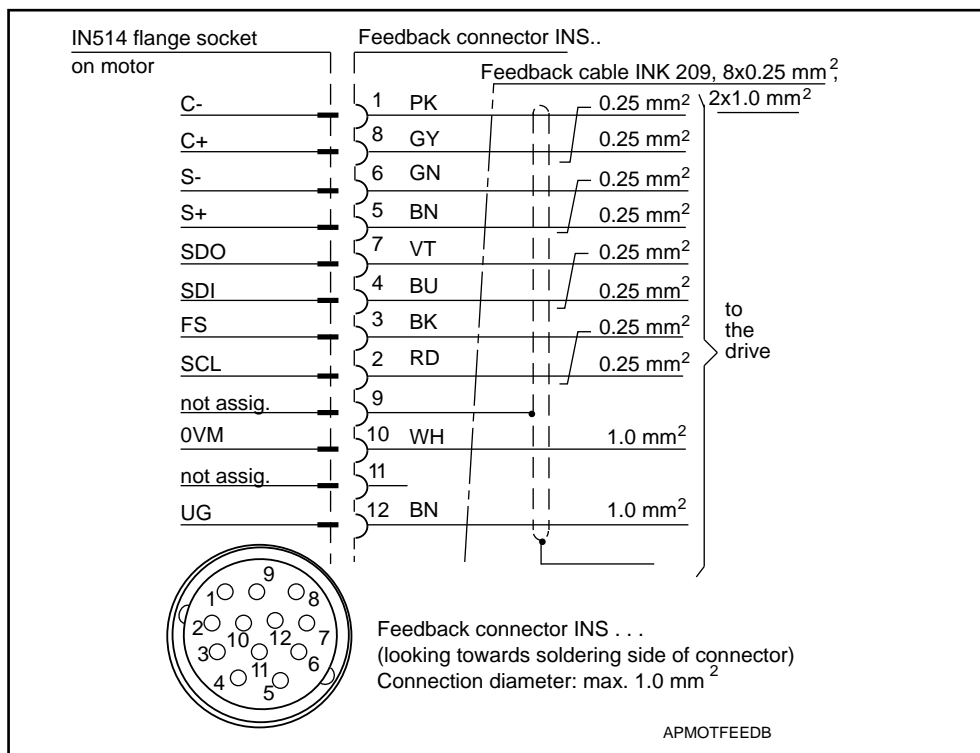 IN514 flange socket
on motor
Feedback connector INS..
Feedback cable INK 209, 8x0.25 mm²,
2x1.0 mm²
C- 1 PK 0.25 mm²
C+ 8 GY 0.25 mm²
S- 6 GN 0.25 mm²
S+ 5 BN 0.25 mm²
SDO 7 VT 0.25 mm²
SDI 4 BU 0.25 mm²
FS 3 BK 0.25 mm²
SCL 2 RD 0.25 mm²
not assig. 9
0VM 10 WH 1.0 mm²
not assig. 11
UG 12 BN 1.0 mm²
to
the
drive
9
1 8
2 10 12 7
3 11 6
4 5
Feedback connector INS . . .
(looking towards soldering side of connector)
Connection diameter: max. 1.0 mm²
APMOTFEEDB